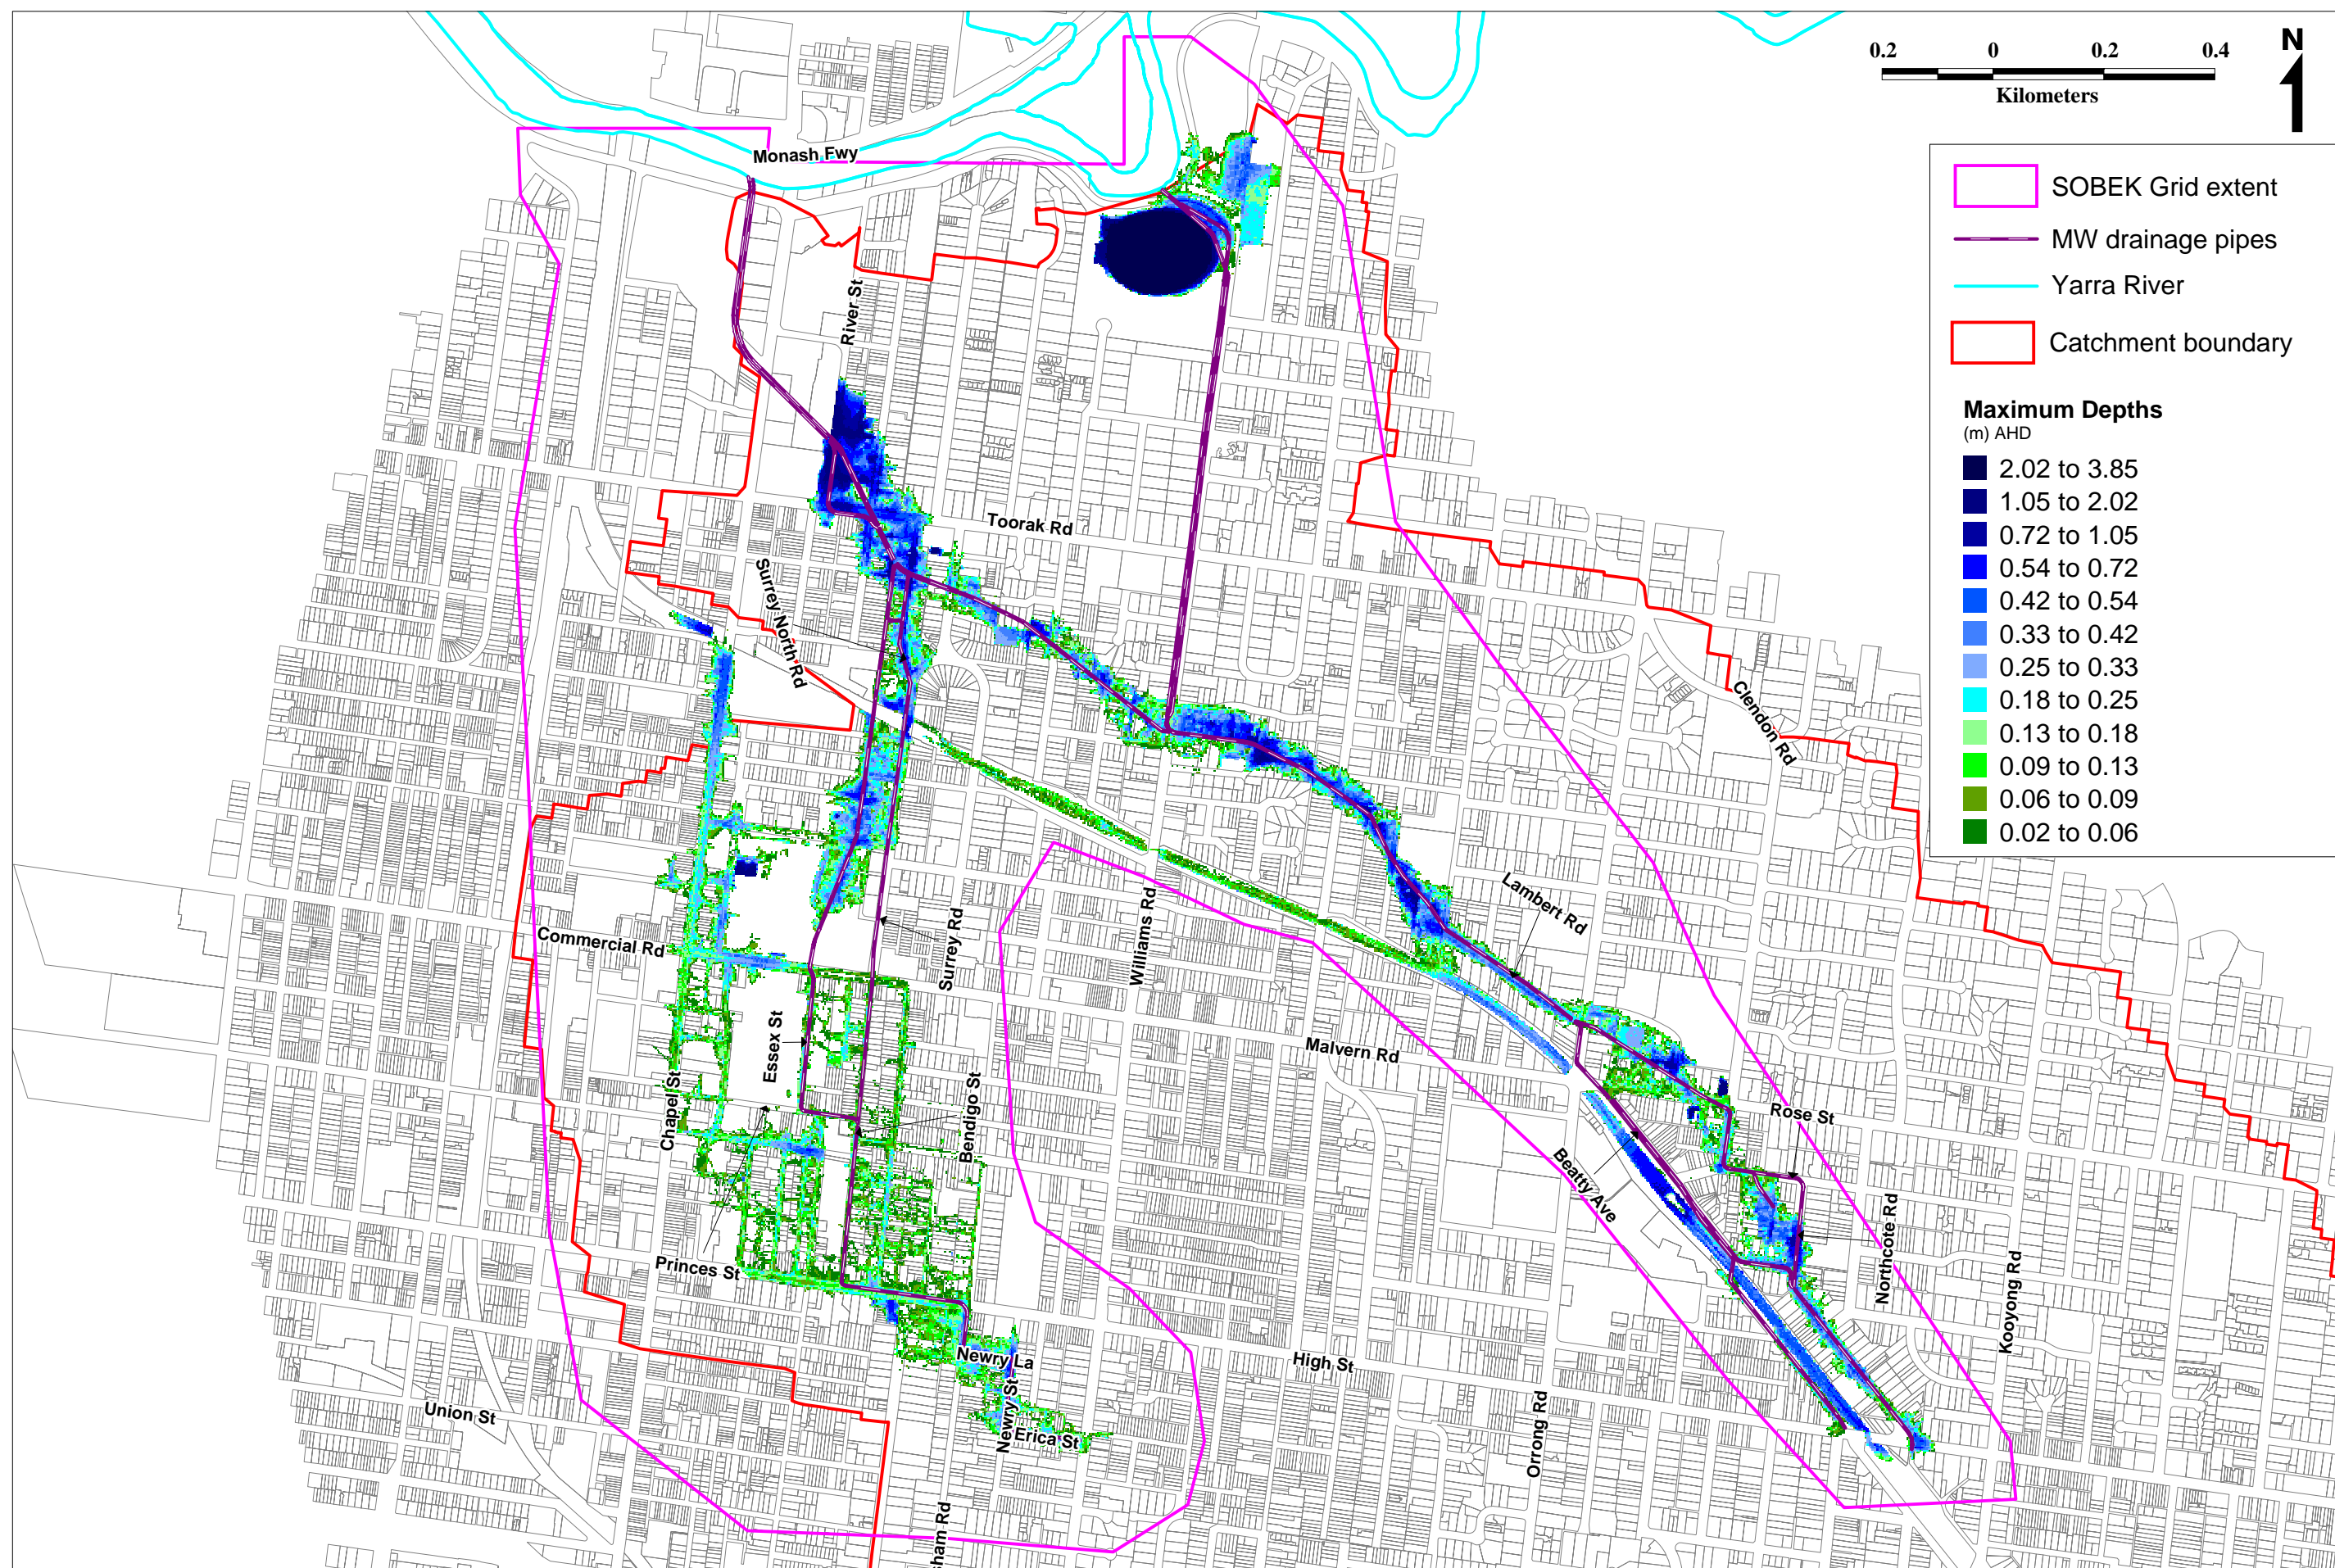 0.2 0 0.2 0.4
Kilometers
N
SOBEK Grid extent
MW drainage pipes
Yarra River
Catchment boundary
Maximum Depths
(m) AHD
2.02 to 3.85
1.05 to 2.02
0.72 to 1.05
0.54 to 0.72
0.42 to 0.54
0.33 to 0.42
0.25 to 0.33
0.18 to 0.25
0.13 to 0.18
0.09 to 0.13
0.06 to 0.09
0.02 to 0.06
Monash Fwy
River St
Toorak Rd
Surrey North Rd
Clendon Rd
Lambert Rd
Commercial Rd
Surrey Rd
Williams Rd
Essex St
Malvern Rd
Chapel St
Bendigo St
Rose St
Beatty Ave
Northcote Rd
Kooyong Rd
Princes St
Newry La
High St
Newry St
Union St
Erica St
Orrong Rd
ham Rd